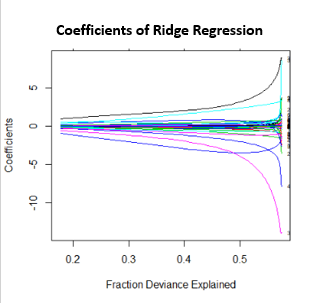 Coefficients of Ridge Regression
5
0
-5
-10
Coefficients
0.2 0.3 0.4 0.5
Fraction Deviance Explained